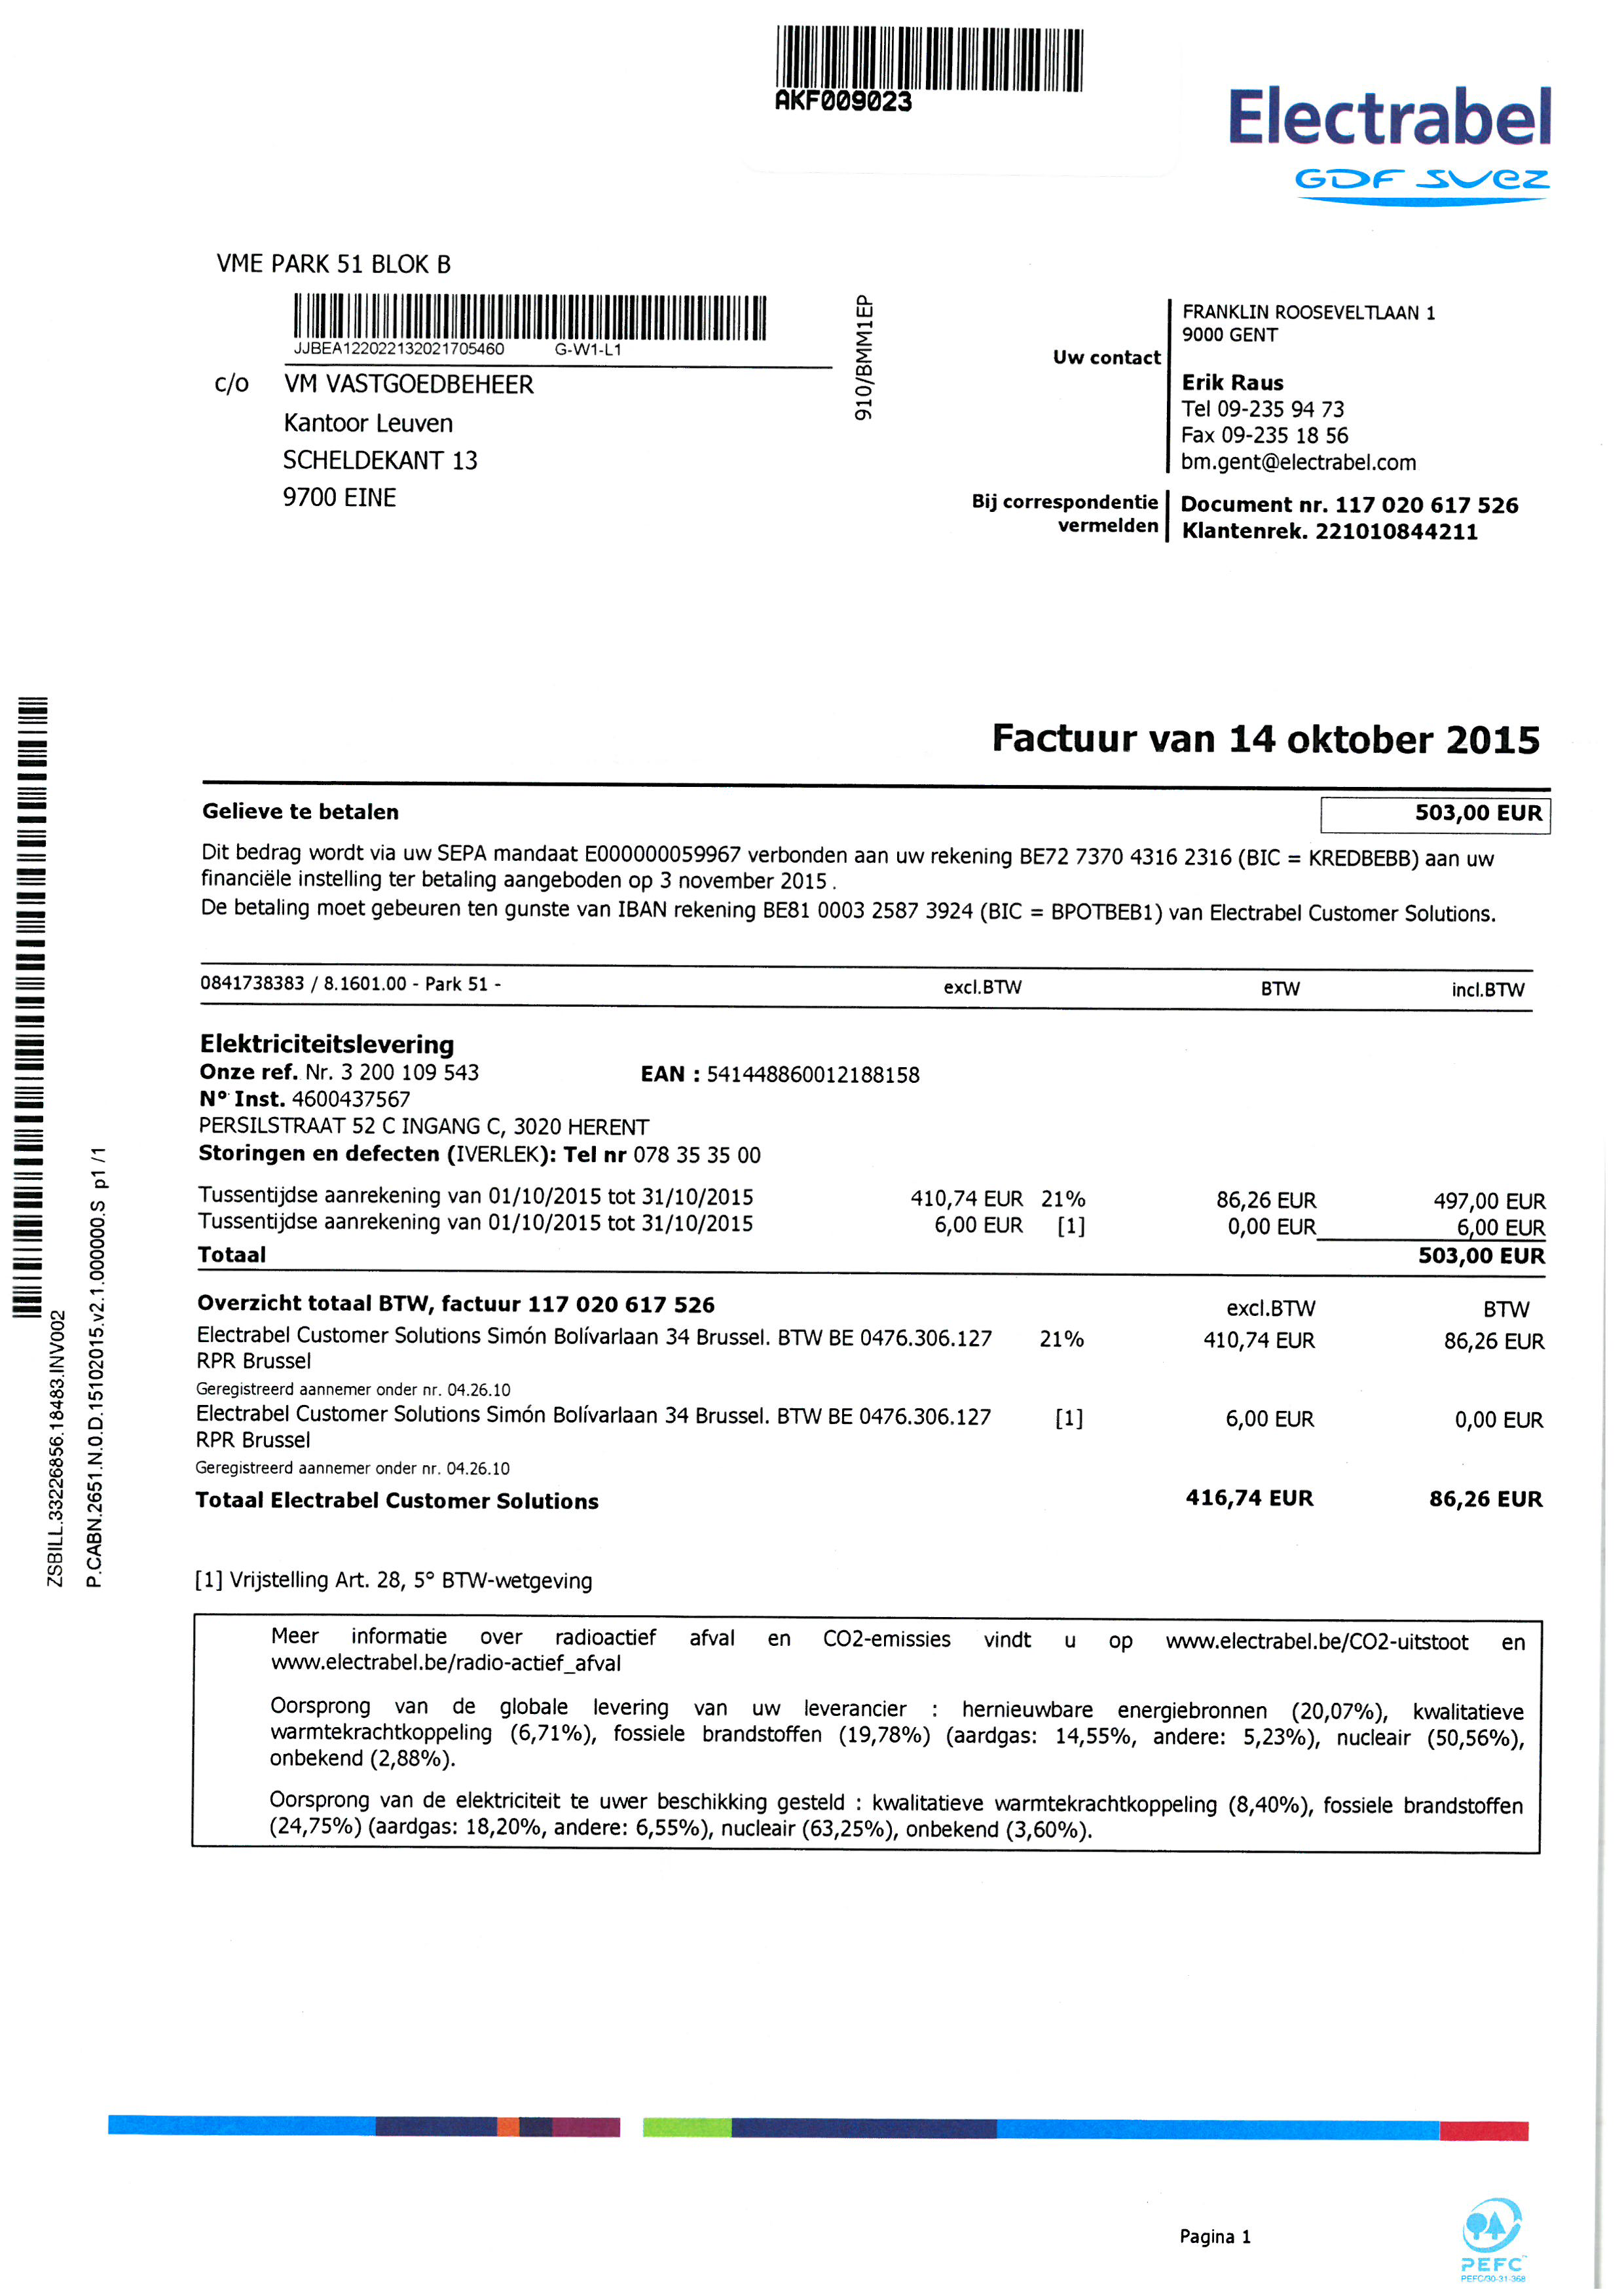 AKF009023
Electrabel
GDF SUEZ
VME PARK 51 BLOK B
JJBEA122022132021705460 G-W1-L1
c/o VM VASTGOEDBEHEER
Kantoor Leuven
SCHELDEKANT 13
9700 EINE
910/BMM1EP
Uw contact
FRANKLIN ROOSEVELTLAAN 1
9000 GENT
Erik Raus
Tel 09-235 94 73
Fax 09-235 18 56
bm.gent@electrabel.com
Bij correspondentie vermelden
Document nr. 117 020 617 526
Klantenrek. 221010844211
Factuur van 14 oktober 2015
Gelieve te betalen 503,00 EUR
Dit bedrag wordt via uw SEPA mandaat E000000059967 verbonden aan uw rekening BE72 7370 4316 2316 (BIC = KREDBEBB) aan uw
financiële instelling ter betaling aangeboden op 3 november 2015 .
De betaling moet gebeuren ten gunste van IBAN rekening BE81 0003 2587 3924 (BIC = BPOTBEB1) van Electrabel Customer Solutions.
0841738383 / 8.1601.00 - Park 51 - excl.BTW BTW incl.BTW
Elektriciteitslevering
Onze ref. Nr. 3 200 109 543 EAN : 541448860012188158
N° Inst. 4600437567
PERSILSTRAAT 52 C INGANG C, 3020 HERENT
Storingen en defecten (IVERLEK): Tel nr 078 35 35 00
Tussentijdse aanrekening van 01/10/2015 tot 31/10/2015 410,74 EUR 21% 86,26 EUR 497,00 EUR
Tussentijdse aanrekening van 01/10/2015 tot 31/10/2015 6,00 EUR [1] 0,00 EUR 6,00 EUR
Totaal 503,00 EUR
Overzicht totaal BTW, factuur 117 020 617 526 excl.BTW BTW
Electrabel Customer Solutions Simón Bolívarlaan 34 Brussel. BTW BE 0476.306.127 21% 410,74 EUR 86,26 EUR
RPR Brussel
Geregistreerd aannemer onder nr. 04.26.10
Electrabel Customer Solutions Simón Bolívarlaan 34 Brussel. BTW BE 0476.306.127 [1] 6,00 EUR 0,00 EUR
RPR Brussel
Geregistreerd aannemer onder nr. 04.26.10
Totaal Electrabel Customer Solutions 416,74 EUR 86,26 EUR
[1] Vrijstelling Art. 28, 5° BTW-wetgeving
Meer informatie over radioactief afval en CO2-emissies vindt u op www.electrabel.be/CO2-uitstoot en
www.electrabel.be/radio-actief_afval
Oorsprong van de globale levering van uw leverancier : hernieuwbare energiebronnen (20,07%), kwalitatieve
warmtekrachtkoppeling (6,71%), fossiele brandstoffen (19,78%) (aardgas: 14,55%, andere: 5,23%), nucleair (50,56%),
onbekend (2,88%).
Oorsprong van de elektriciteit te uwer beschikking gesteld : kwalitatieve warmtekrachtkoppeling (8,40%), fossiele brandstoffen
(24,75%) (aardgas: 18,20%, andere: 6,55%), nucleair (63,25%), onbekend (3,60%).
ZSBILL.33226856.18483.INV002
P.CABN.2651.N.0.D.15102015.v2.1.000000.S p1 /1
Pagina 1
PEFC
PEFC/30-31-368